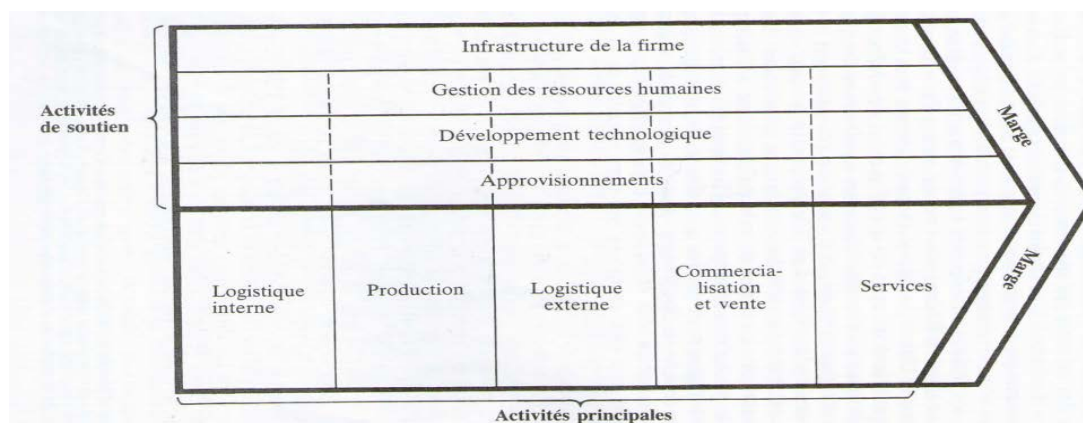 Infrastructure de la firme
Gestion des ressources humaines
Activités
de soutien
Développement technologique
Approvisionnements
Marge
Logistique
interne
Production
Logistique
externe
Commercia-
lisation
et vente
Services
Marge
Activités principales